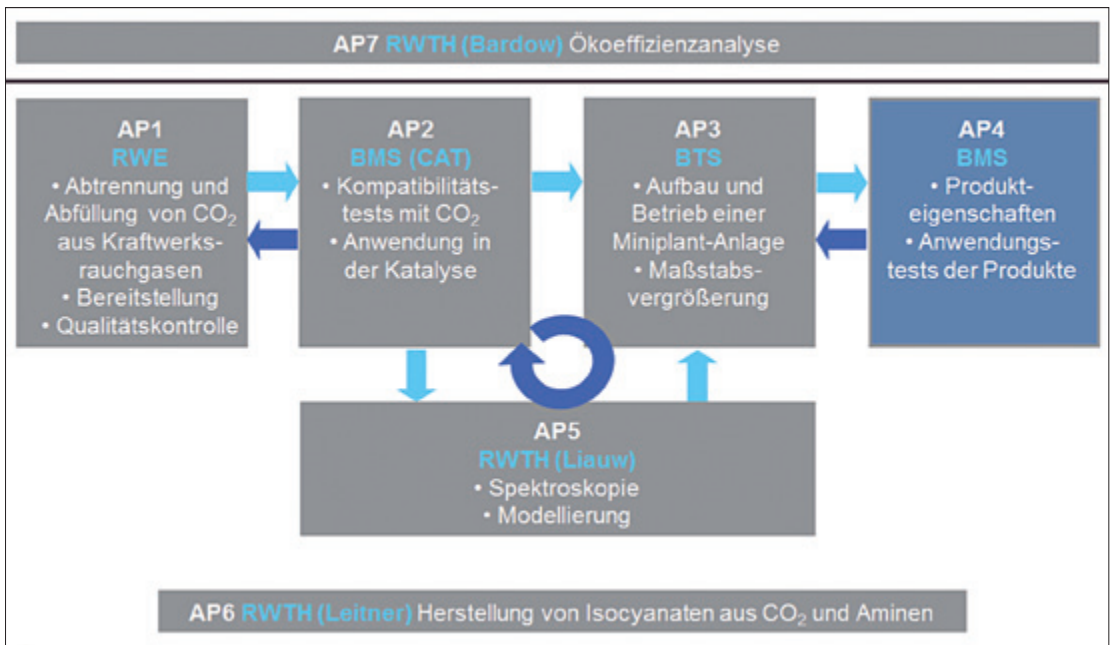 AP7 RWTH (Bardow) Ökoeffizienzanalyse
AP1
RWE
• Abtrennung und
Abfüllung von CO₂
aus Kraftwerks-
rauchgasen
• Bereitstellung
• Qualitätskontrolle
AP2
BMS (CAT)
• Kompatibilitäts-
tests mit CO₂
• Anwendung in
der Katalyse
AP3
BTS
• Aufbau und
Betrieb einer
Miniplant-Anlage
• Maßstabs-
vergrößerung
AP4
BMS
• Produkt-
eigenschaften
• Anwendungs-
tests der Produkte
AP5
RWTH (Liauw)
• Spektroskopie
• Modellierung
AP6 RWTH (Leitner) Herstellung von Isocyanaten aus CO₂ und Aminen